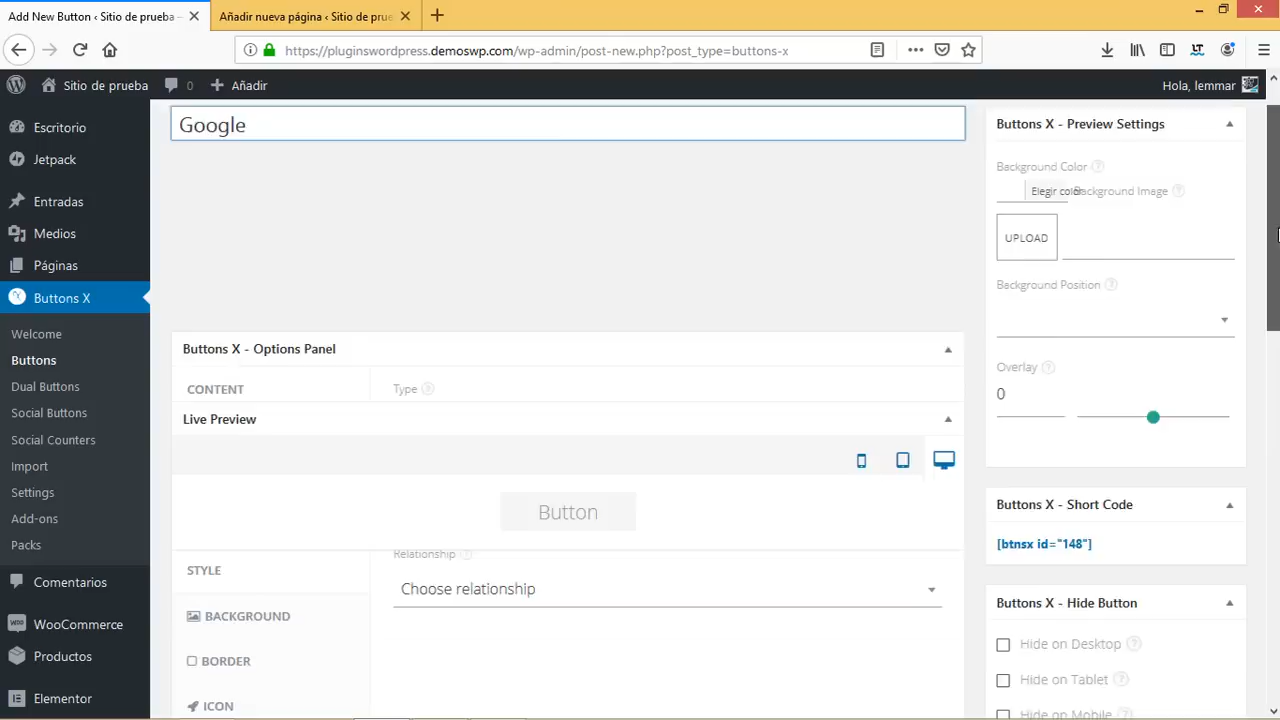 Add New Button ‹ Sitio de prueba —
Añadir nueva página ‹ Sitio de prue
https://pluginswordpress.demoswp.com/wp-admin/post-new.php?post_type=buttons-x
Sitio de prueba
0
Añadir
Hola, lemmar
Escritorio
Jetpack
Entradas
Medios
Páginas
Buttons X
Welcome
Buttons
Dual Buttons
Social Buttons
Social Counters
Import
Settings
Add-ons
Packs
Comentarios
WooCommerce
Productos
Elementor
Google
Buttons X - Options Panel
CONTENT
Type
Live Preview
Button
Relationship
Choose relationship
STYLE
BACKGROUND
BORDER
ICON
Buttons X - Preview Settings
Background Color
Elegir color
Background Image
UPLOAD
Background Position
Overlay
0
Buttons X - Short Code
[btnsx id="148"]
Buttons X - Hide Button
Hide on Desktop
Hide on Tablet
Hide on Mobile